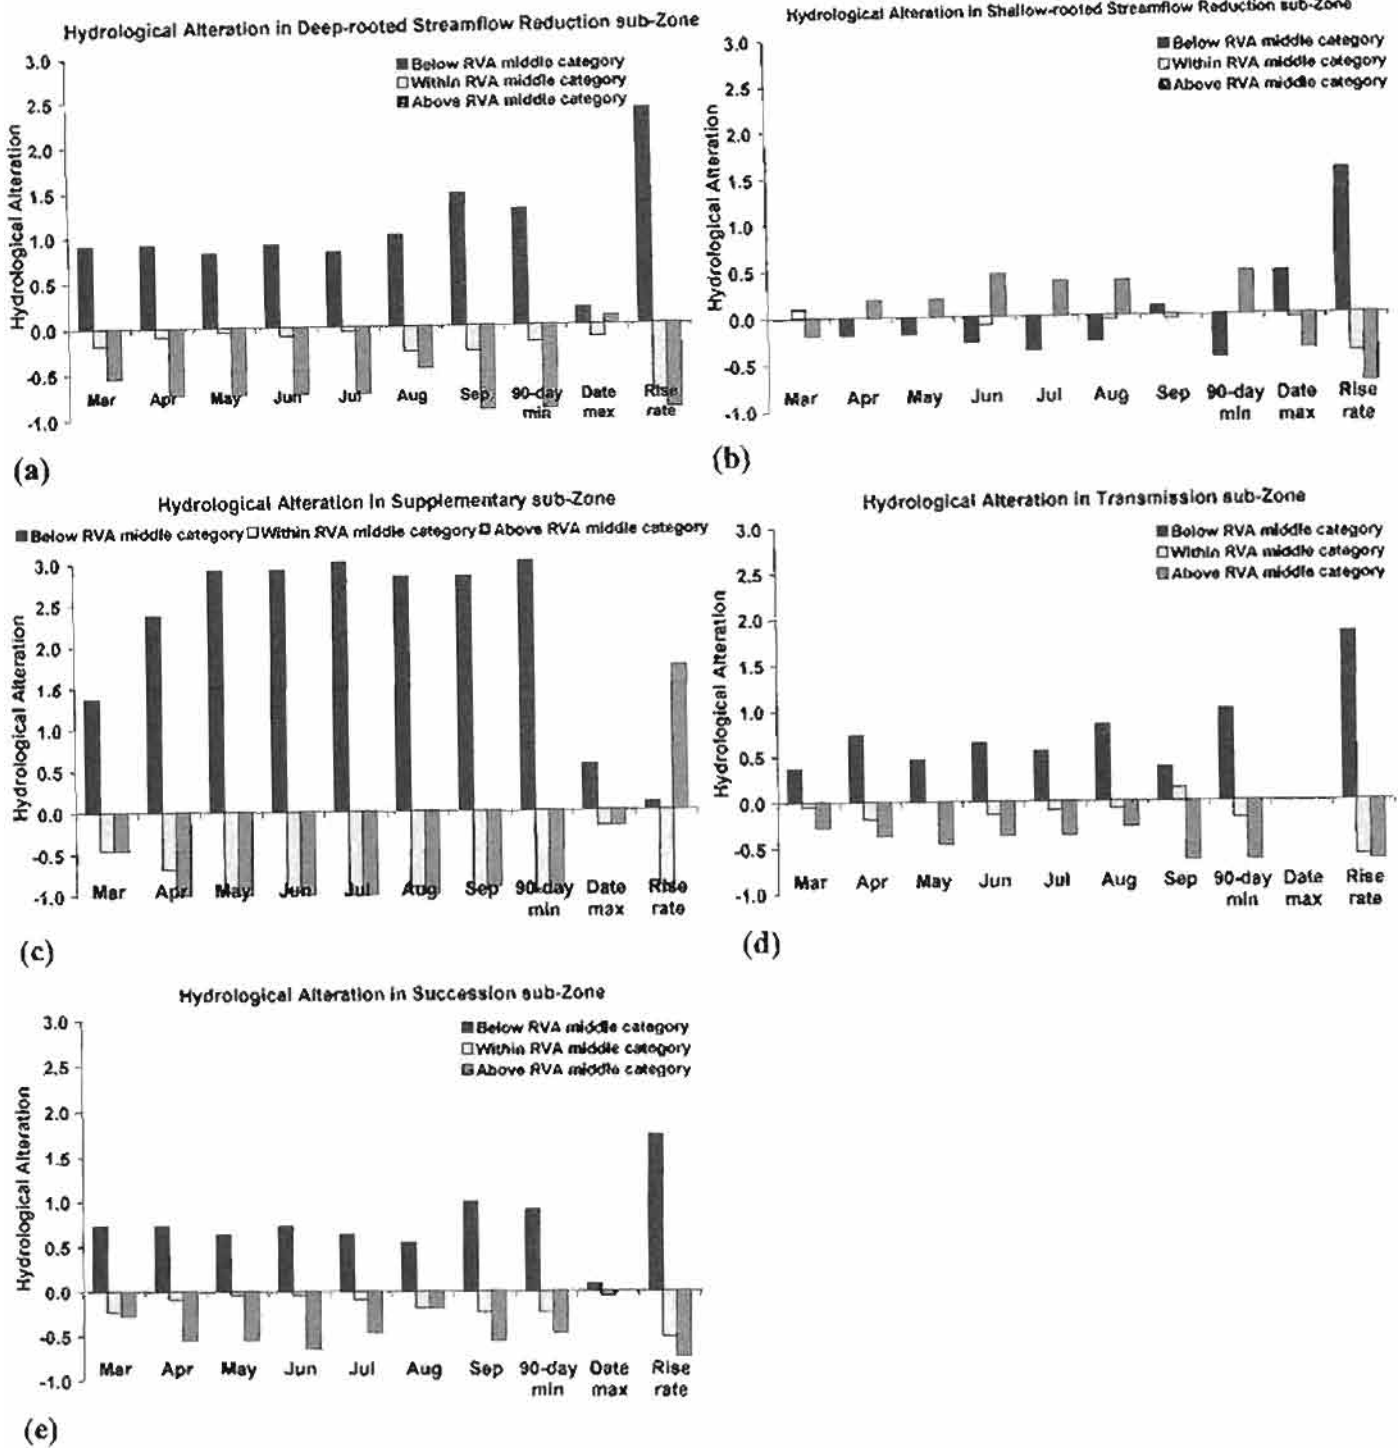 Hydrological Alteration in Deep-rooted Streamflow Reduction sub-Zone
Below RVA middle category
Within RVA middle category
Above RVA middle category
Hydrological Alteration
3.0
2.5
2.0
1.5
1.0
0.5
0.0
-0.5
-1.0
Mar Apr May Jun Jul Aug Sep 90-day Date Rise
min max rate
(a)
Hydrological Alteration in Shallow-rooted Streamflow Reduction sub-Zone
Below RVA middle category
Within RVA middle category
Above RVA middle category
Hydrological Alteration
3.0
2.5
2.0
1.5
1.0
0.5
0.0
-0.5
-1.0
Mar Apr May Jun Jul Aug Sep 90-day Date Rise
min max rate
(b)
Hydrological Alteration in Supplementary sub-Zone
Below RVA middle category Within RVA middle category Above RVA middle category
Hydrological Alteration
3.0
2.5
2.0
1.5
1.0
0.5
0.0
-0.5
-1.0
Mar Apr May Jun Jul Aug Sep 90-day Date Rise
min max rate
(c)
Hydrological Alteration in Transmission sub-Zone
Below RVA middle category
Within RVA middle category
Above RVA middle category
Hydrological Alteration
3.0
2.5
2.0
1.5
1.0
0.5
0.0
-0.5
-1.0
Mar Apr May Jun Jul Aug Sep 90-day Date Rise
min max rate
(d)
Hydrological Alteration in Succession sub-Zone
Below RVA middle category
Within RVA middle category
Above RVA middle category
Hydrological Alteration
3.0
2.5
2.0
1.5
1.0
0.5
0.0
-0.5
-1.0
Mar Apr May Jun Jul Aug Sep 90-day Date Rise
min max rate
(e)